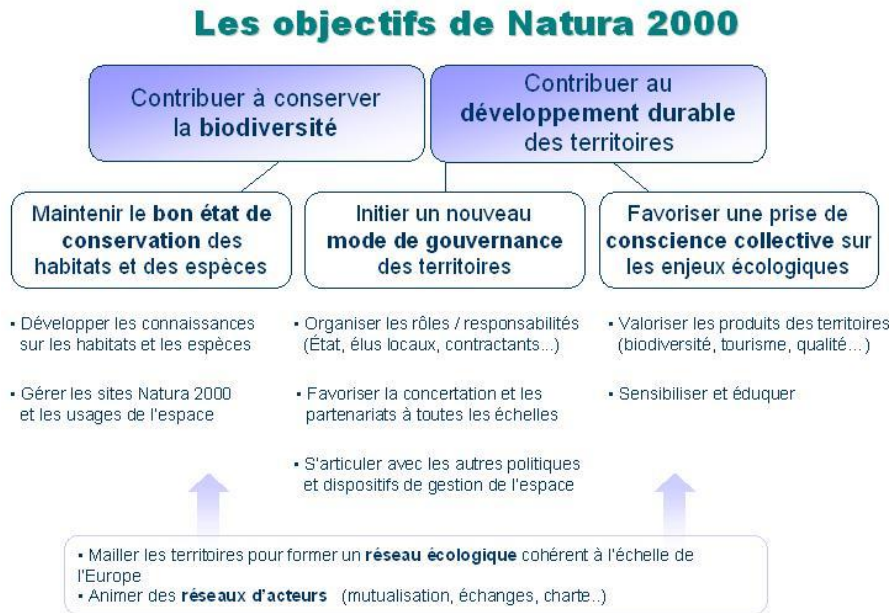 Les objectifs de Natura 2000
Contribuer à conserver
la biodiversité
Contribuer au
développement durable
des territoires
Maintenir le bon état de
conservation des
habitats et des espèces
Initier un nouveau
mode de gouvernance
des territoires
Favoriser une prise de
conscience collective sur
les enjeux écologiques
▪ Développer les connaissances
sur les habitats et les espèces
▪ Gérer les sites Natura 2000
et les usages de l'espace
▪ Organiser les rôles / responsabilités
(État, élus locaux, contractants...)
▪ Favoriser la concertation et les
partenariats à toutes les échelles
▪ S'articuler avec les autres politiques
et dispositifs de gestion de l'espace
▪ Valoriser les produits des territoires
(biodiversité, tourisme, qualité...)
▪ Sensibiliser et éduquer
▪ Mailler les territoires pour former un réseau écologique cohérent à l'échelle de
l'Europe
▪ Animer des réseaux d'acteurs (mutualisation, échanges, charte..)